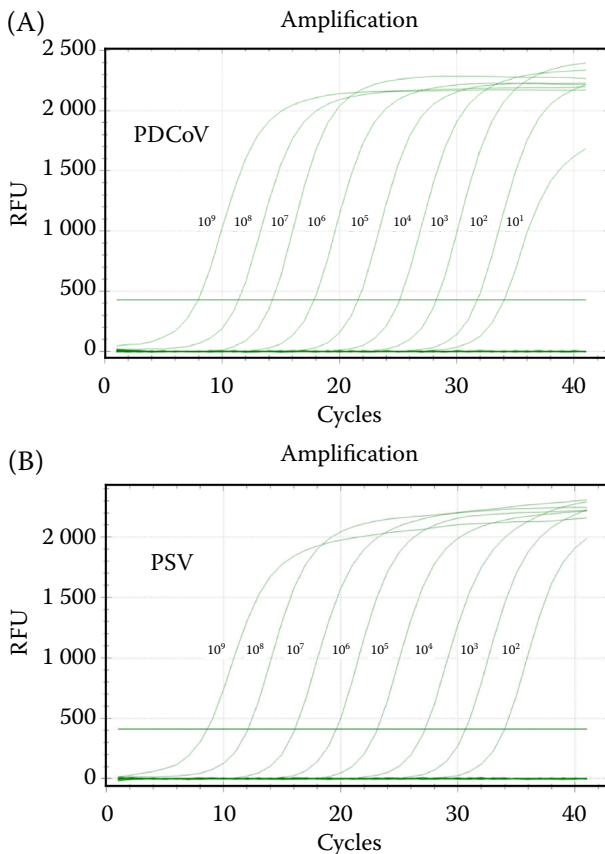 (A)
Amplification
2 500
2 000
PDCoV
1 500
RFU
10⁹ 10⁸ 10⁷ 10⁶ 10⁵ 10⁴ 10³ 10² 10¹
1 000
500
0
0 10 20 30 40
Cycles
(B)
Amplification
2 000
PSV
1 500
RFU
10⁹ 10⁸ 10⁷ 10⁶ 10⁵ 10⁴ 10³ 10²
1 000
500
0
0 10 20 30 40
Cycles